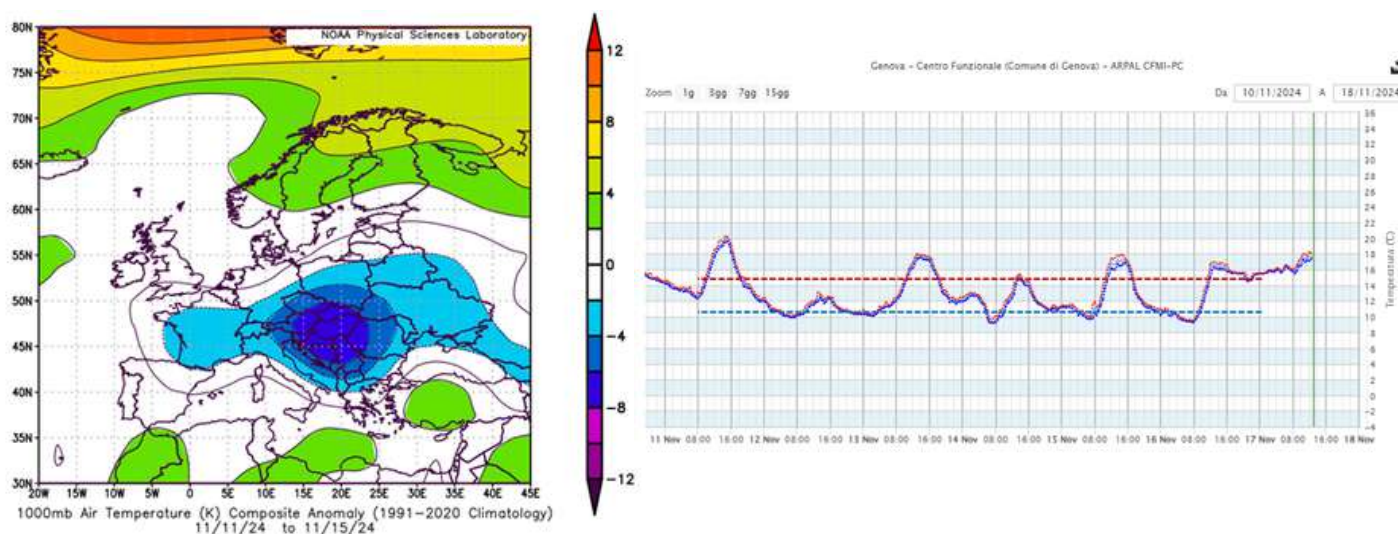 NOAA Physical Sciences Laboratory
80N
75N
70N
65N
60N
55N
50N
45N
40N
35N
30N
20W 15W 10W 5W 0 5E 10E 15E 20E 25E 30E 35E 40E 45E
1000mb Air Temperature (K) Composite Anomaly (1991-2020 Climatology)
11/11/24 to 11/15/24
12
8
4
0
-4
-8
-12
Genova - Centro Funzionale (Comune di Genova) - ARPAL CFMI-PC
Zoom 1g 3gg 7gg 15gg
Da 10/11/2024 A 18/11/2024
36
34
32
30
28
26
24
22
20
18
16
14
12
10
8
6
4
2
0
-2
-4
Temperatura (°C)
11 Nov 08:00 16:00 12 Nov 08:00 16:00 13 Nov 08:00 16:00 14 Nov 08:00 16:00 15 Nov 08:00 16:00 16 Nov 08:00 16:00 17 Nov 08:00 16:00 18 Nov